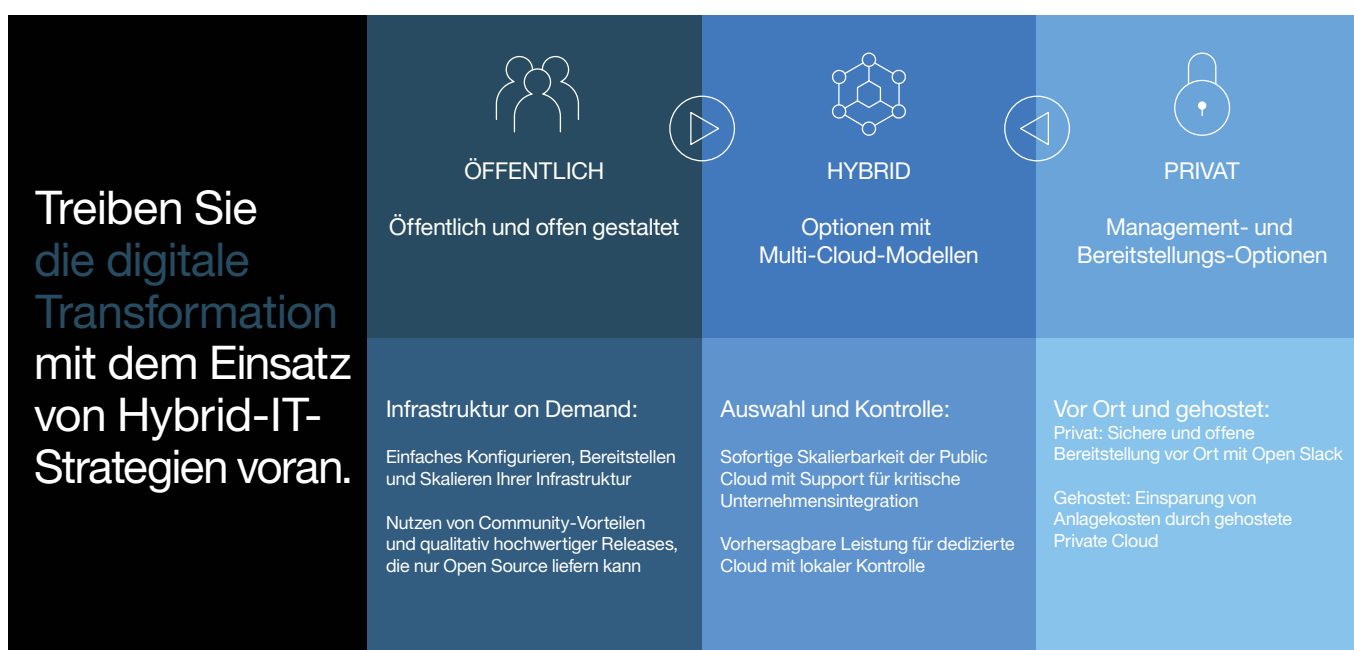 Treiben Sie
die digitale
Transformation
mit dem Einsatz
von Hybrid-IT-
Strategien voran.
ÖFFENTLICH
Öffentlich und offen gestaltet
Infrastruktur on Demand:
Einfaches Konfigurieren, Bereitstellen
und Skalieren Ihrer Infrastruktur
Nutzen von Community-Vorteilen
und qualitativ hochwertiger Releases,
die nur Open Source liefern kann
HYBRID
Optionen mit
Multi-Cloud-Modellen
Auswahl und Kontrolle:
Sofortige Skalierbarkeit der Public
Cloud mit Support für kritische
Unternehmensintegration
Vorhersagbare Leistung für dedizierte
Cloud mit lokaler Kontrolle
PRIVAT
Management- und
Bereitstellungs-Optionen
Vor Ort und gehostet:
Privat: Sichere und offene
Bereitstellung vor Ort mit Open Slack
Gehostet: Einsparung von
Anlagekosten durch gehostete
Private Cloud